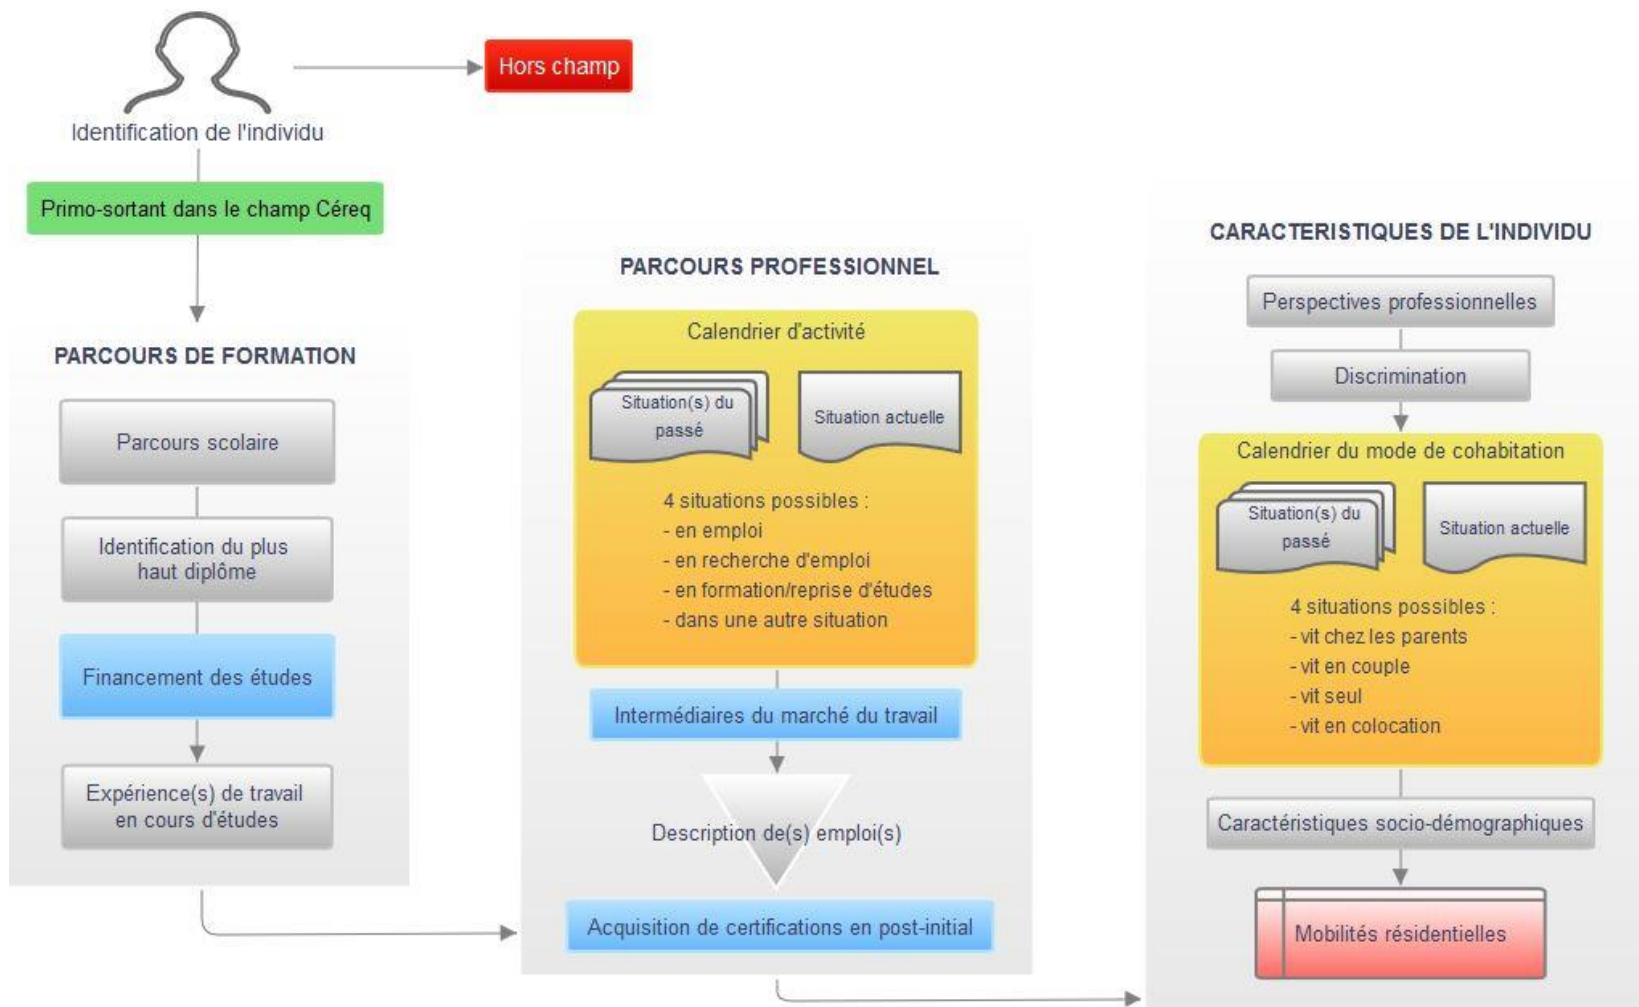 Hors champ
Identification de l'individu
Primo-sortant dans le champ Céreq
PARCOURS DE FORMATION
Parcours scolaire
Identification du plus
haut diplôme
Financement des études
Expérience(s) de travail
en cours d'études
PARCOURS PROFESSIONNEL
Calendrier d'activité
Situation(s) du
passé
Situation actuelle
4 situations possibles :
- en emploi
- en recherche d'emploi
- en formation/reprise d'études
- dans une autre situation
Intermédiaires du marché du travail
Description de(s) emploi(s)
Acquisition de certifications en post-initial
CARACTERISTIQUES DE L'INDIVIDU
Perspectives professionnelles
Discrimination
Calendrier du mode de cohabitation
Situation(s) du
passé
Situation actuelle
4 situations possibles :
- vit chez les parents
- vit en couple
- vit seul
- vit en colocation
Caractéristiques socio-démographiques
Mobilités résidentielles